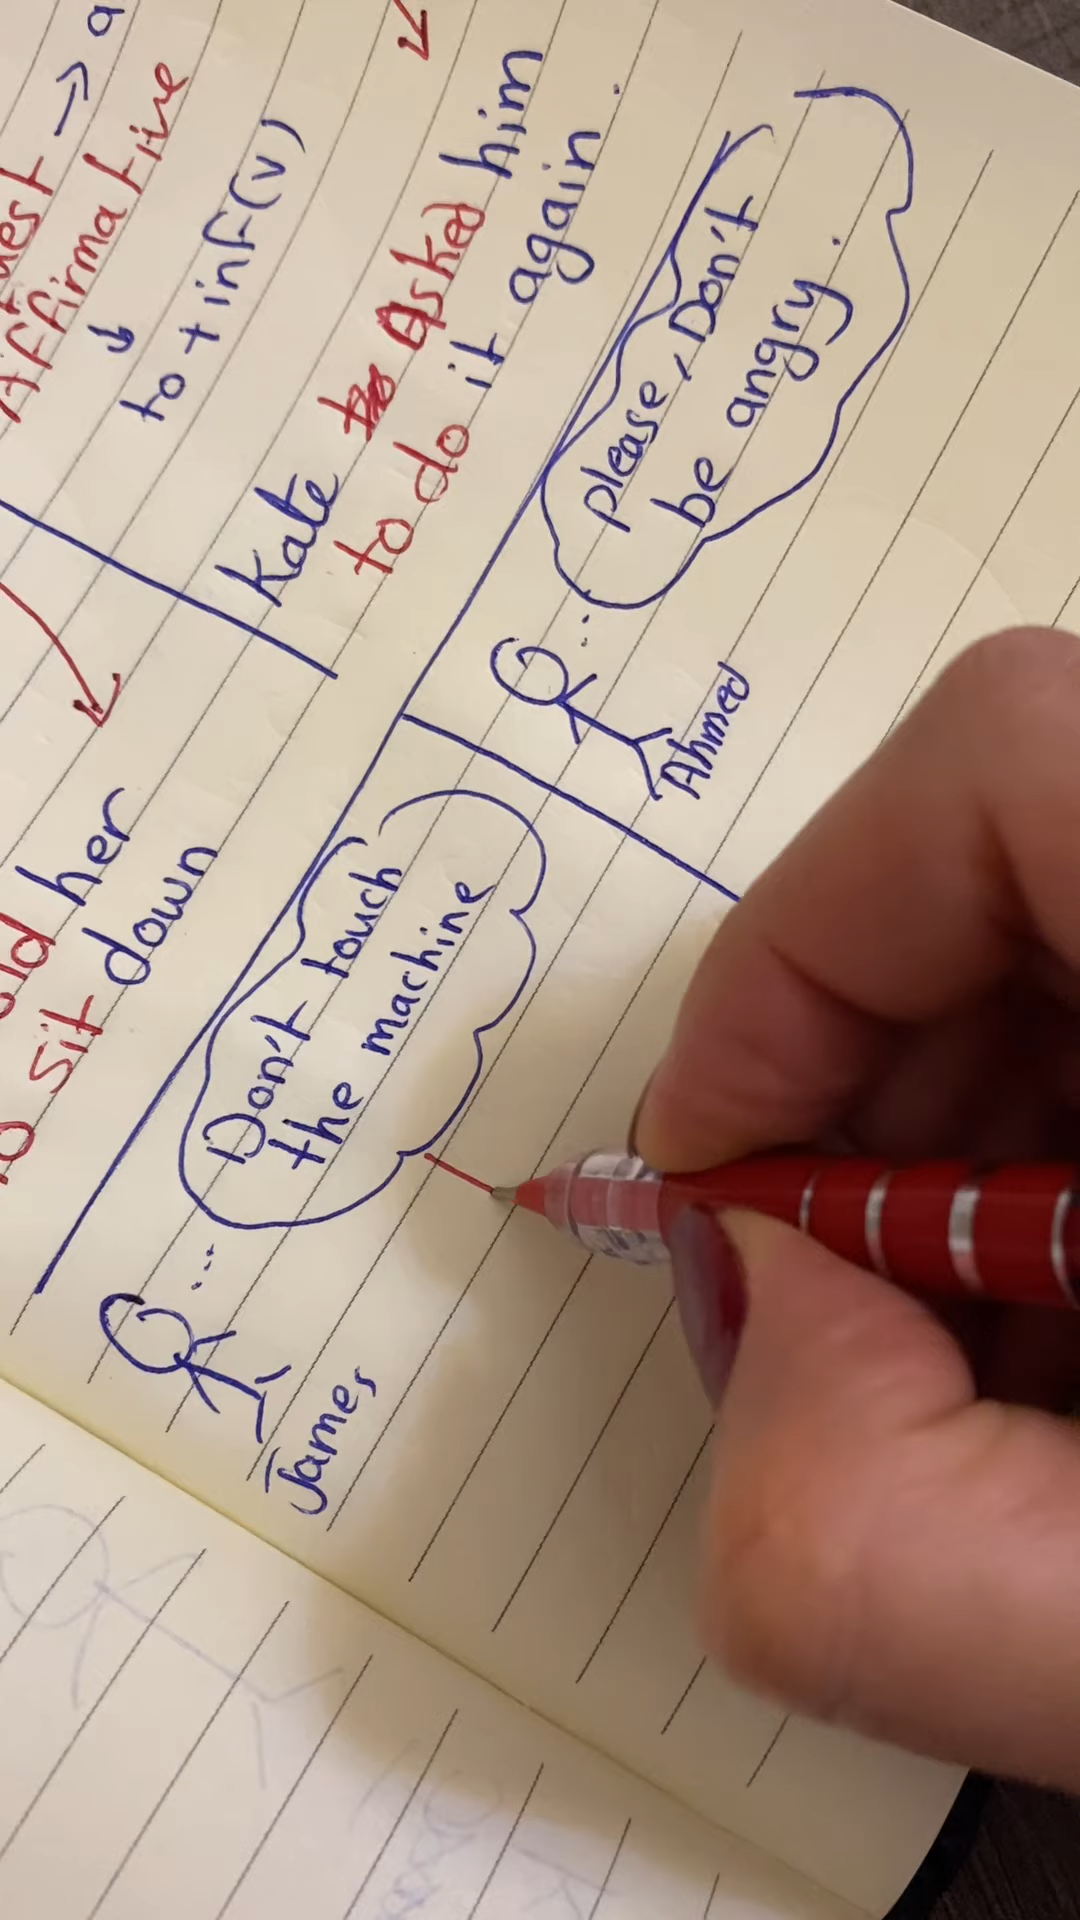 Affirmative
to + inf(v)
Kate Asked him
to do it again.
her
sit down
Don't touch
the machine
James
please, Don't
be angry.
Ahmed